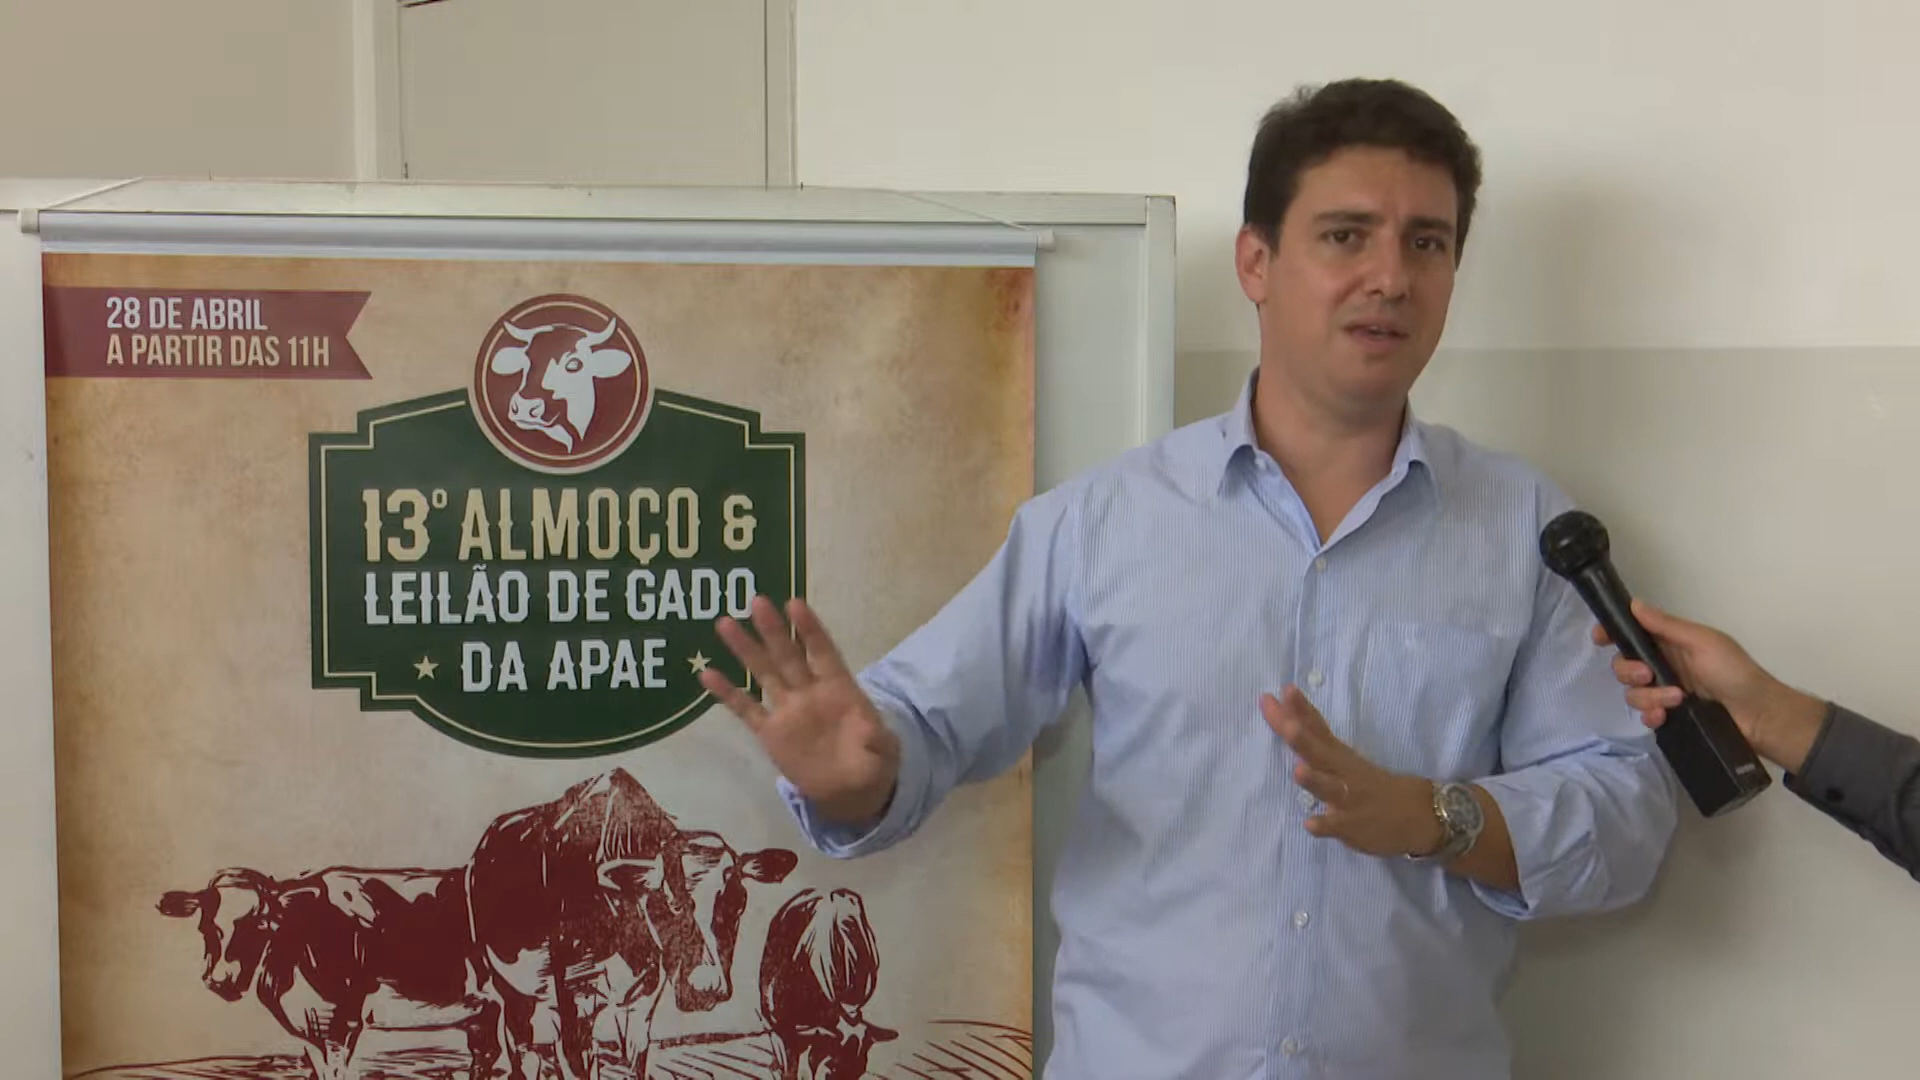 28 DE ABRIL
A PARTIR DAS 11H
13º ALMOÇO &
LEILÃO DE GADO
DA APAE